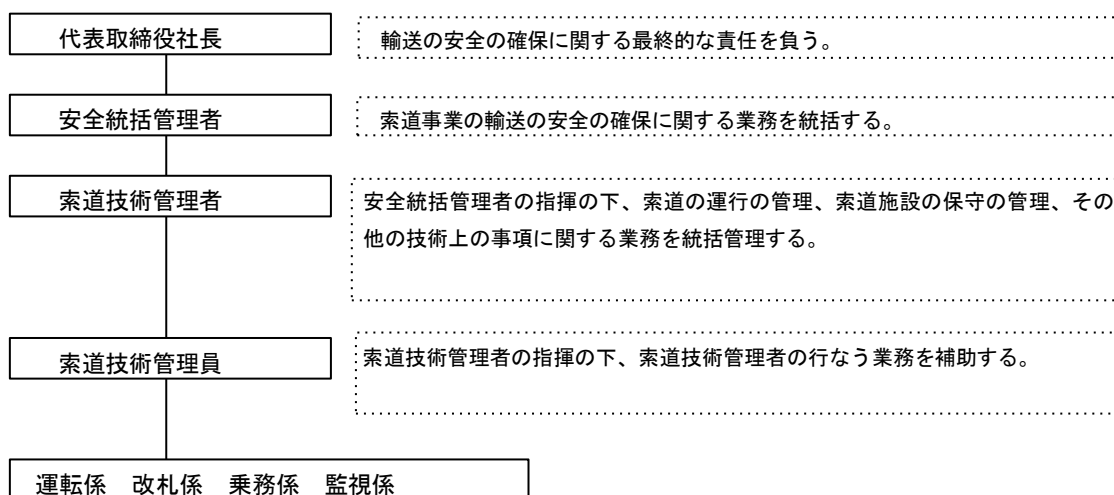 代表取締役社長
輸送の安全の確保に関する最終的な責任を負う。
安全統括管理者
索道事業の輸送の安全の確保に関する業務を統括する。
索道技術管理者
安全統括管理者の指揮の下、索道の運行の管理、索道施設の保守の管理、その
他の技術上の事項に関する業務を統括管理する。
索道技術管理員
索道技術管理者の指揮の下、索道技術管理者の行なう業務を補助する。
運転係　改札係　乗務係　監視係